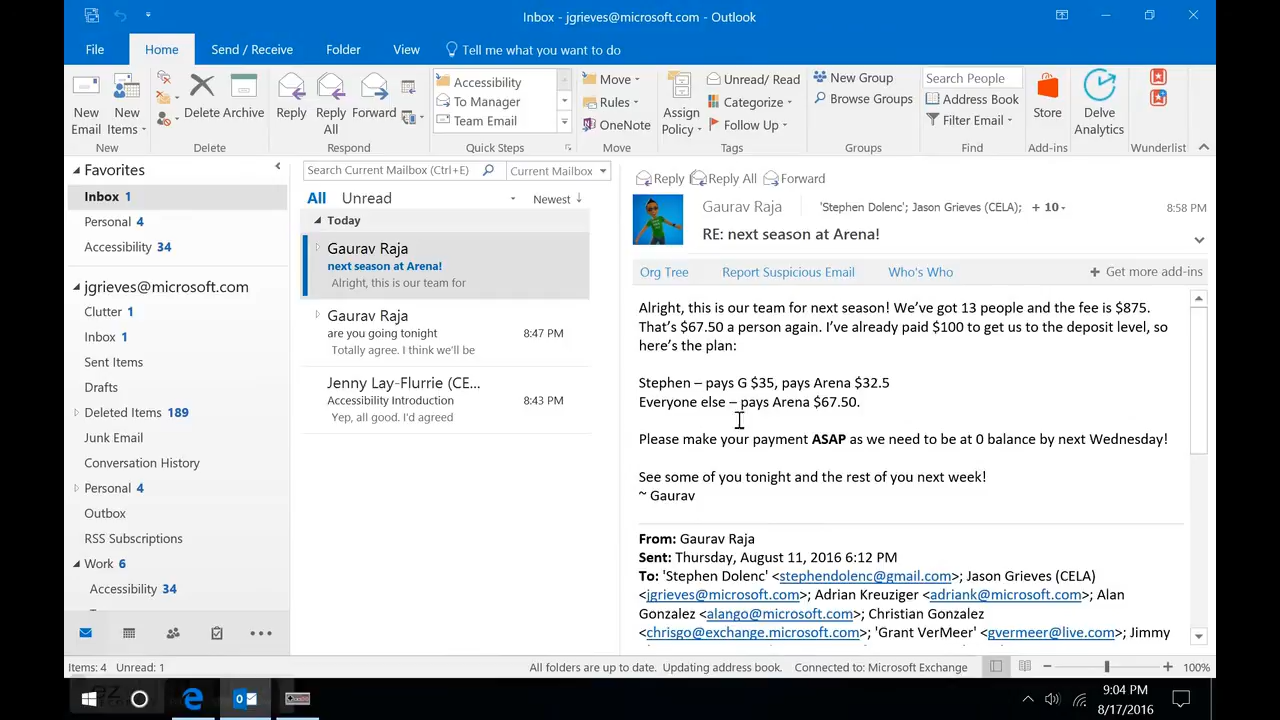 Inbox - jgrieves@microsoft.com - Outlook
File Home Send / Receive Folder View Tell me what you want to do
New Email
New Items
New
Delete Archive
Delete
Reply
Reply All
Forward
Respond
Accessibility
To Manager
Team Email
Quick Steps
Move
Rules
OneNote
Move
Assign Policy
Unread/ Read
Categorize
Follow Up
Tags
New Group
Browse Groups
Groups
Search People
Address Book
Filter Email
Find
Store
Add-ins
Delve Analytics
Wunderlist
Favorites
Inbox 1
Personal 4
Accessibility 34
jgrieves@microsoft.com
Clutter 1
Inbox 1
Sent Items
Drafts
Deleted Items 189
Junk Email
Conversation History
Personal 4
Outbox
RSS Subscriptions
Work 6
Accessibility 34
Search Current Mailbox (Ctrl+E) Current Mailbox
All Unread Newest
Today
Gaurav Raja
next season at Arena!
Alright, this is our team for
Gaurav Raja
are you going tonight 8:47 PM
Totally agree. I think we'll be
Jenny Lay-Flurrie (CE...
Accessibility Introduction 8:43 PM
Yep, all good. I'd agreed
Reply Reply All Forward
Gaurav Raja 'Stephen Dolenc'; Jason Grieves (CELA); + 10 8:58 PM
RE: next season at Arena!
Org Tree Report Suspicious Email Who's Who + Get more add-ins
Alright, this is our team for next season! We've got 13 people and the fee is $875.
That's $67.50 a person again. I've already paid $100 to get us to the deposit level, so
here's the plan:
Stephen – pays G $35, pays Arena $32.5
Everyone else – pays Arena $67.50.
Please make your payment ASAP as we need to be at 0 balance by next Wednesday!
See some of you tonight and the rest of you next week!
~ Gaurav
From: Gaurav Raja
Sent: Thursday, August 11, 2016 6:12 PM
To: 'Stephen Dolenc' <stephendolenc@gmail.com>; Jason Grieves (CELA)
<jgrieves@microsoft.com>; Adrian Kreuziger <adriank@microsoft.com>; Alan
Gonzalez <alango@microsoft.com>; Christian Gonzalez
<chrisgo@exchange.microsoft.com>; 'Grant VerMeer' <gvermeer@live.com>; Jimmy
Items: 4 Unread: 1 All folders are up to date. Updating address book. Connected to: Microsoft Exchange 100%
9:04 PM
8/17/2016